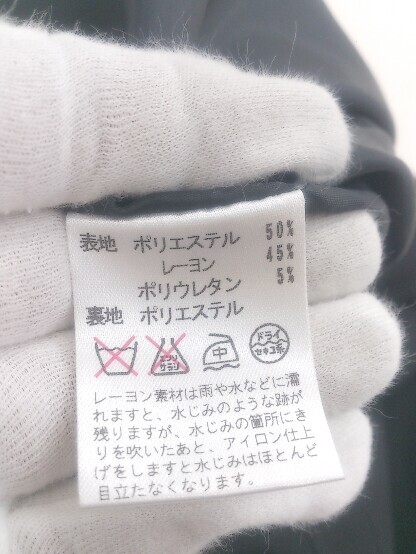 表地 ポリエステル 50%
レーヨン 45%
ポリウレタン 5%
裏地 ポリエステル
エンソサラシ 中 ドライ セキユ系
レーヨン素材は雨や水などに濡
れますと、水じみのような跡が
残りますが、水じみの箇所にき
りを吹いたあと、アイロン仕上
げをしますと水じみはほとんど
目立たなくなります。